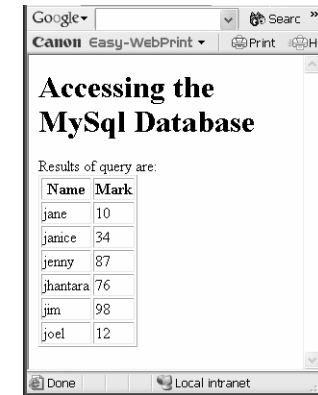 Google Searc »
Canon Easy-WebPrint Print H
Accessing the
MySql Database
Results of query are:
Name Mark
jane 10
janice 34
jenny 87
jhantara 76
jim 98
joel 12
Done Local intranet